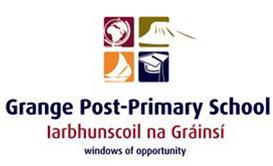 Grange Post-Primary School
Iarbhunscoil na Gráinsí
windows of opportunity